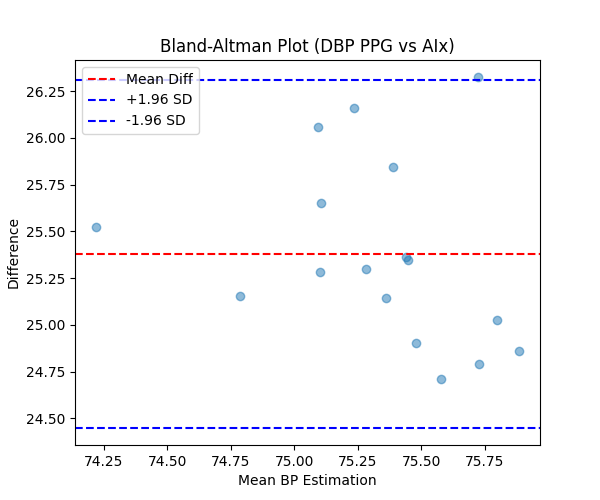 Bland-Altman Plot (DBP PPG vs AIx)
Mean Diff
+1.96 SD
-1.96 SD
Difference
26.25
26.00
25.75
25.50
25.25
25.00
24.75
24.50
74.25 74.50 74.75 75.00 75.25 75.50 75.75
Mean BP Estimation